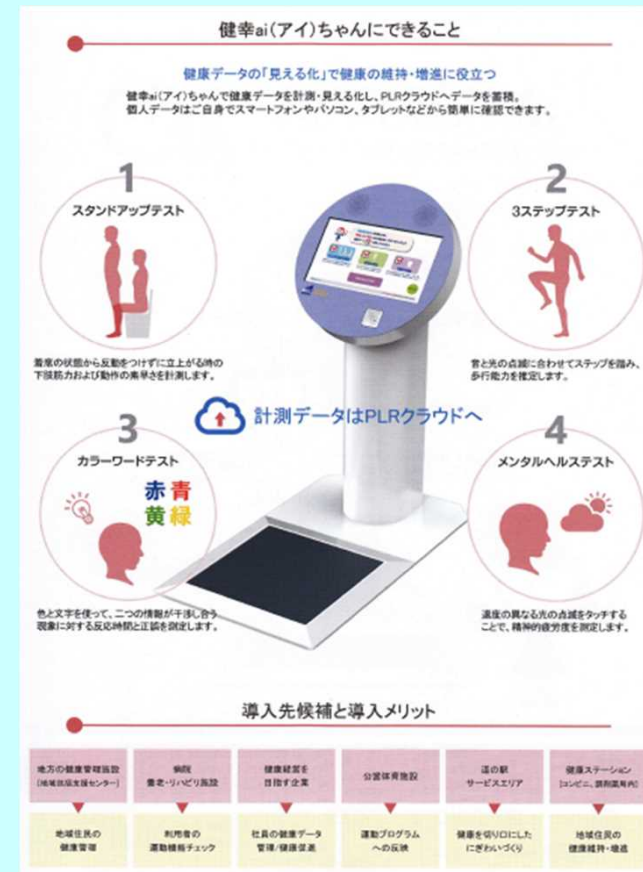 健幸ai(アイ)ちゃんにできること
健康データの「見える化」で健康の維持・増進に役立つ
健幸ai(アイ)ちゃんで健康データを計測・見える化し、PLRクラウドへデータを蓄積。
個人データはご自身でスマートフォンやパソコン、タブレットなどから簡単に確認できます。
1
スタンドアップテスト
着座の状態から反動をつけずに立上がる時の
下肢筋力および動作の素早さを計測します。
2
3ステップテスト
音と光の点滅に合わせてステップを踏み、
歩行能力を推定します。
計測データはPLRクラウドへ
3
カラーワードテスト
赤青
黄緑
色と文字を使って、二つの情報が干渉し合う
現象に対する反応時間と正誤を測定します。
4
メンタルヘルステスト
速度の異なる光の点滅をタッチする
ことで、精神的疲労度を測定します。
導入先候補と導入メリット
地方の健康管理施設
[地域包括支援センター]
病院
養老・リハビリ施設
健康経営を
目指す企業
公営体育施設
道の駅
サービスエリア
健康ステーション
[コンビニ、調剤薬局内]
地域住民の
健康管理
利用者の
運動機能チェック
社員の健康データ
管理/健康促進
運動プログラム
への反映
健康を切り口にした
にぎわいづくり
地域住民の
健康維持・増進